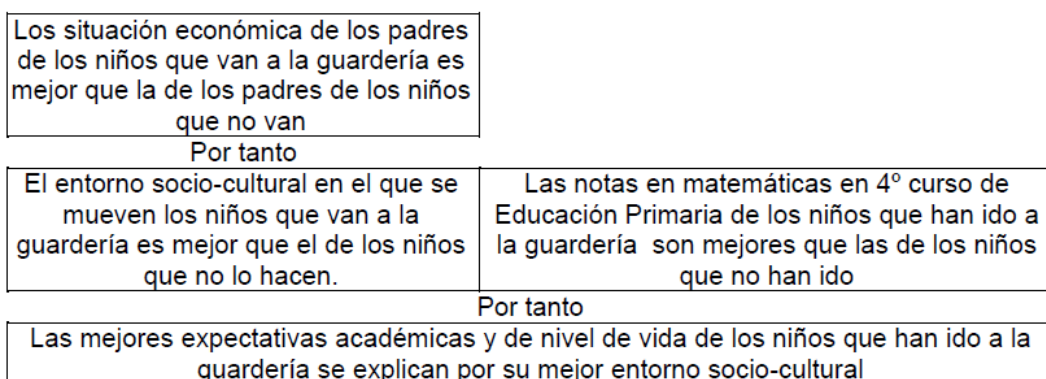 Los situación económica de los padres
de los niños que van a la guardería es
mejor que la de los padres de los niños
que no van
Por tanto
El entorno socio-cultural en el que se
mueven los niños que van a la
guardería es mejor que el de los niños
que no lo hacen.
Las notas en matemáticas en 4º curso de
Educación Primaria de los niños que han ido a
la guardería son mejores que las de los niños
que no han ido
Por tanto
Las mejores expectativas académicas y de nivel de vida de los niños que han ido a la
guardería se explican por su mejor entorno socio-cultural